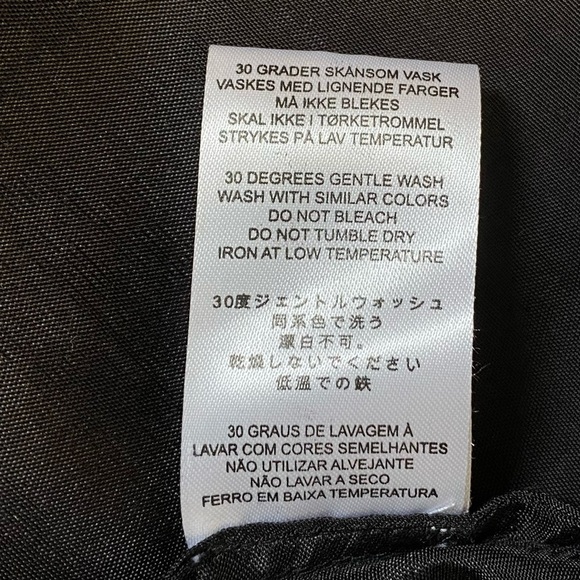 30 GRADER SKÅNSOM VASK
VASKES MED LIGNENDE FARGER
MÅ IKKE BLEKES
SKAL IKKE I TØRKETROMMEL
STRYKES PÅ LAV TEMPERATUR
30 DEGREES GENTLE WASH
WASH WITH SIMILAR COLORS
DO NOT BLEACH
DO NOT TUMBLE DRY
IRON AT LOW TEMPERATURE
30度ジェントルウォッシュ
同系色で洗う
漂白不可。
乾燥しないでください
低温での鉄
30 GRAUS DE LAVAGEM À
LAVAR COM CORES SEMELHANTES
NÃO UTILIZAR ALVEJANTE
NÃO LAVAR A SECO
FERRO EM BAIXA TEMPERATURA